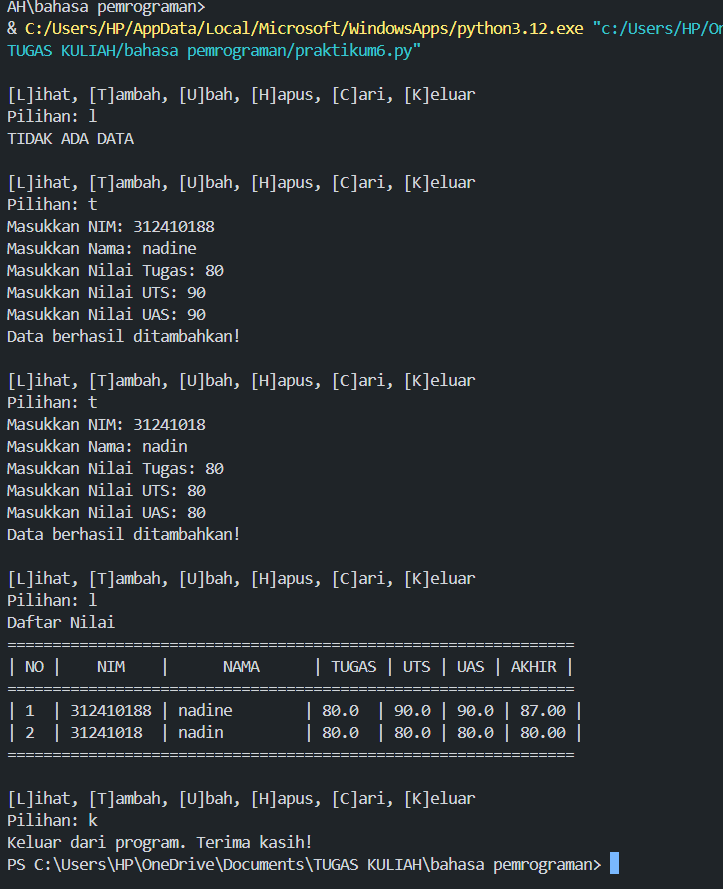 AH\bahasa pemrograman>
& C:/Users/HP/AppData/Local/Microsoft/WindowsApps/python3.12.exe "c:/Users/HP/On
TUGAS KULIAH/bahasa pemrograman/praktikum6.py"
[L]ihat, [T]ambah, [U]bah, [H]apus, [C]ari, [K]eluar
Pilihan: l
TIDAK ADA DATA
[L]ihat, [T]ambah, [U]bah, [H]apus, [C]ari, [K]eluar
Pilihan: t
Masukkan NIM: 312410188
Masukkan Nama: nadine
Masukkan Nilai Tugas: 80
Masukkan Nilai UTS: 90
Masukkan Nilai UAS: 90
Data berhasil ditambahkan!
[L]ihat, [T]ambah, [U]bah, [H]apus, [C]ari, [K]eluar
Pilihan: t
Masukkan NIM: 31241018
Masukkan Nama: nadin
Masukkan Nilai Tugas: 80
Masukkan Nilai UTS: 80
Masukkan Nilai UAS: 80
Data berhasil ditambahkan!
[L]ihat, [T]ambah, [U]bah, [H]apus, [C]ari, [K]eluar
Pilihan: l
Daftar Nilai
===============================================================
| NO |    NIM    |      NAMA      | TUGAS | UTS | UAS | AKHIR |
===============================================================
| 1  | 312410188 | nadine        | 80.0  | 90.0 | 90.0 | 87.00 |
| 2  | 31241018  | nadin         | 80.0  | 80.0 | 80.0 | 80.00 |
===============================================================
[L]ihat, [T]ambah, [U]bah, [H]apus, [C]ari, [K]eluar
Pilihan: k
Keluar dari program. Terima kasih!
PS C:\Users\HP\OneDrive\Documents\TUGAS KULIAH\bahasa pemrograman>